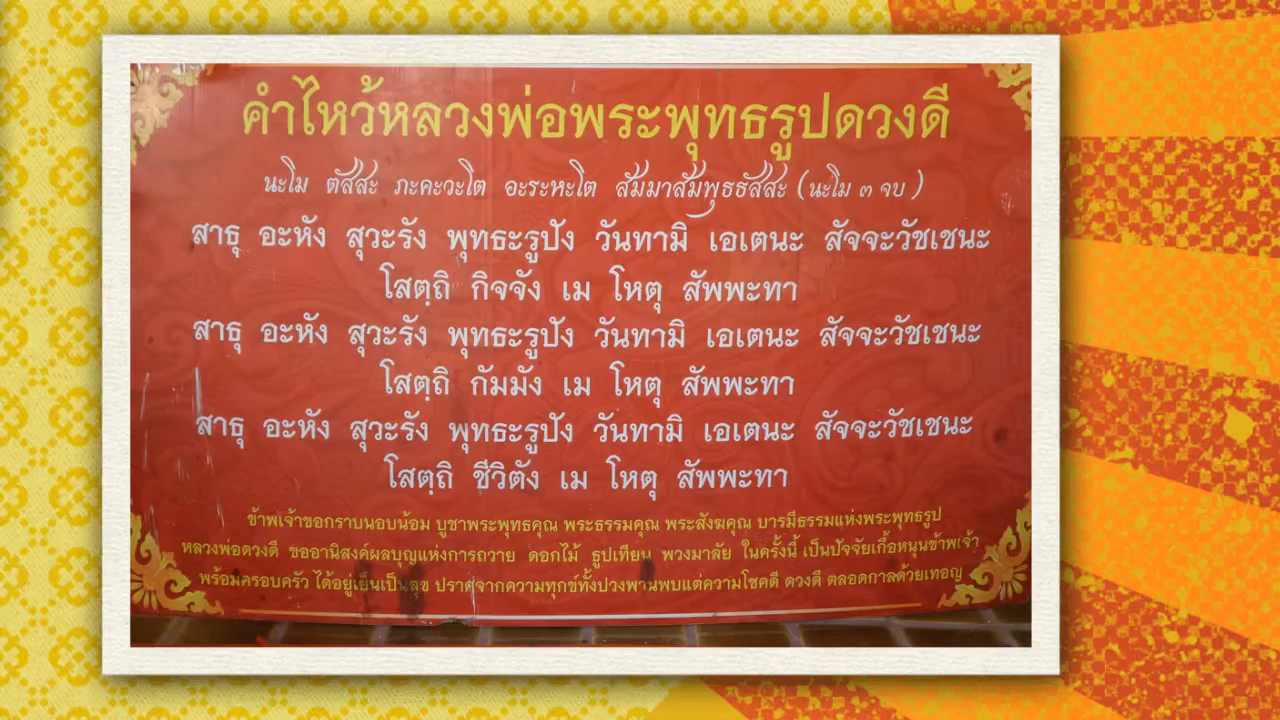 คำไหว้หลวงพ่อพระพุทธรูปดวงดี
นะโม ตัสสะ ภะคะวะโต อะระหะโต สัมมาสัมพุธธัสสะ (นะโม ๓ จบ)
สาธุ อะหัง สุวะรัง พุทธะรูปัง วันทามิ เอเตนะ สัจจะวัชเชนะ
โสตฺถิ กิจจัง เม โหตุ สัพพะทา
สาธุ อะหัง สุวะรัง พุทธะรูปัง วันทามิ เอเตนะ สัจจะวัชเชนะ
โสตฺถิ กัมมัง เม โหตุ สัพพะทา
สาธุ อะหัง สุวะรัง พุทธะรูปัง วันทามิ เอเตนะ สัจจะวัชเชนะ
โสตฺถิ ชีวิตัง เม โหตุ สัพพะทา
ข้าพเจ้าขอกราบนอบน้อม บูชาพระพุทธคุณ พระธรรมคุณ พระสังฆคุณ บารมีธรรมแห่งพระพุทธรูป
หลวงพ่อดวงดี ขออานิสงค์ผลบุญแห่งการถวาย ดอกไม้ ธูปเทียน พวงมาลัย ในครั้งนี้ เป็นปัจจัยเกื้อหนุนข้าพเจ้า
พร้อมครอบครัว ได้อยู่เย็นเป็นสุข ปราศจากความทุกข์ทั้งปวงพานพบแต่ความโชคดี ดวงดี ตลอดกาลด้วยเทอญ